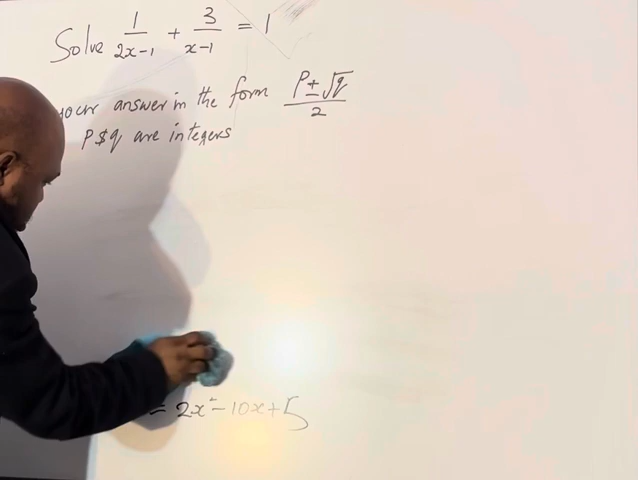 Solve 1/(2x-1) + 3/(x-1) = 1
your answer in the form (P±√q)/2
P$q are integers
= 2x²-10x+5